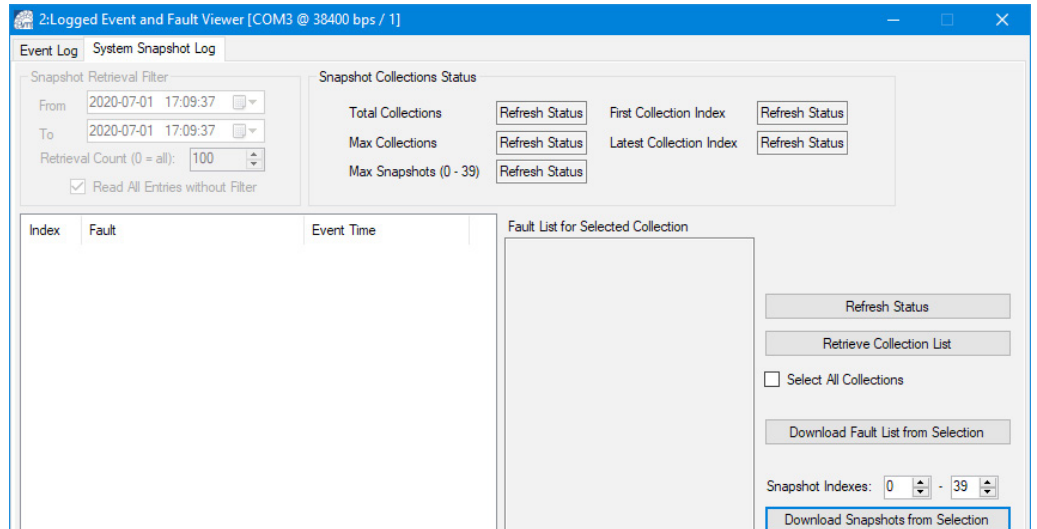 2:Logged Event and Fault Viewer [COM3 @ 38400 bps / 1]
Event Log System Snapshot Log
Snapshot Retrieval Filter
From 2020-07-01 17:09:37
To 2020-07-01 17:09:37
Retrieval Count (0 = all): 100
Read All Entries without Filter
Snapshot Collections Status
Total Collections Refresh Status First Collection Index Refresh Status
Max Collections Refresh Status Latest Collection Index Refresh Status
Max Snapshots (0 - 39) Refresh Status
Index Fault Event Time
Fault List for Selected Collection
Refresh Status
Retrieve Collection List
Select All Collections
Download Fault List from Selection
Snapshot Indexes: 0 - 39
Download Snapshots from Selection